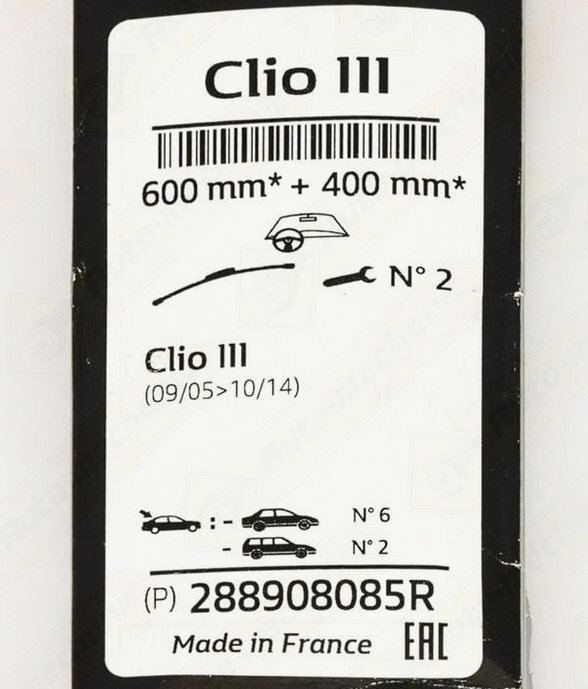 Clio III
600 mm* + 400 mm*
N° 2
Clio III
(09/05>10/14)
: - N° 6
- N° 2
(P) 288908085R
Made in France EAC